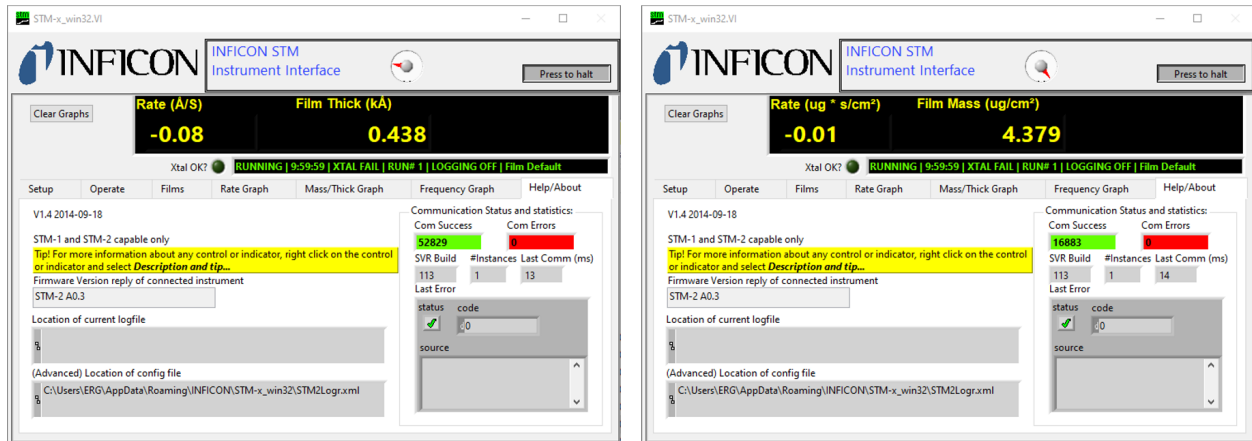 STM-x_win32.VI
INFICON
INFICON STM
Instrument Interface
Press to halt
Clear Graphs
Rate (Å/S)
Film Thick (kÅ)
-0.08
0.438
Xtal OK?
RUNNING | 9:59:59 | XTAL FAIL | RUN# 1 | LOGGING OFF | Film Default
Setup
Operate
Films
Rate Graph
Mass/Thick Graph
Frequency Graph
Help/About
V1.4 2014-09-18
STM-1 and STM-2 capable only
Tip! For more information about any control or indicator, right click on the control
or indicator and select Description and tip...
Firmware Version reply of connected instrument
STM-2 A0.3
Location of current logfile
(Advanced) Location of config file
C:\Users\ERG\AppData\Roaming\INFICON\STM-x_win32\STM2Logr.xml
Communication Status and statistics:
Com Success
Com Errors
52829
0
SVR Build
#Instances
Last Comm (ms)
113
1
13
Last Error
status
code
0
source
STM-x_win32.VI
INFICON
INFICON STM
Instrument Interface
Press to halt
Clear Graphs
Rate (ug * s/cm²)
Film Mass (ug/cm²)
-0.01
4.379
Xtal OK?
RUNNING | 9:59:59 | XTAL FAIL | RUN# 1 | LOGGING OFF | Film Default
Setup
Operate
Films
Rate Graph
Mass/Thick Graph
Frequency Graph
Help/About
V1.4 2014-09-18
STM-1 and STM-2 capable only
Tip! For more information about any control or indicator, right click on the control
or indicator and select Description and tip...
Firmware Version reply of connected instrument
STM-2 A0.3
Location of current logfile
(Advanced) Location of config file
C:\Users\ERG\AppData\Roaming\INFICON\STM-x_win32\STM2Logr.xml
Communication Status and statistics:
Com Success
Com Errors
16883
0
SVR Build
#Instances
Last Comm (ms)
113
1
14
Last Error
status
code
0
source